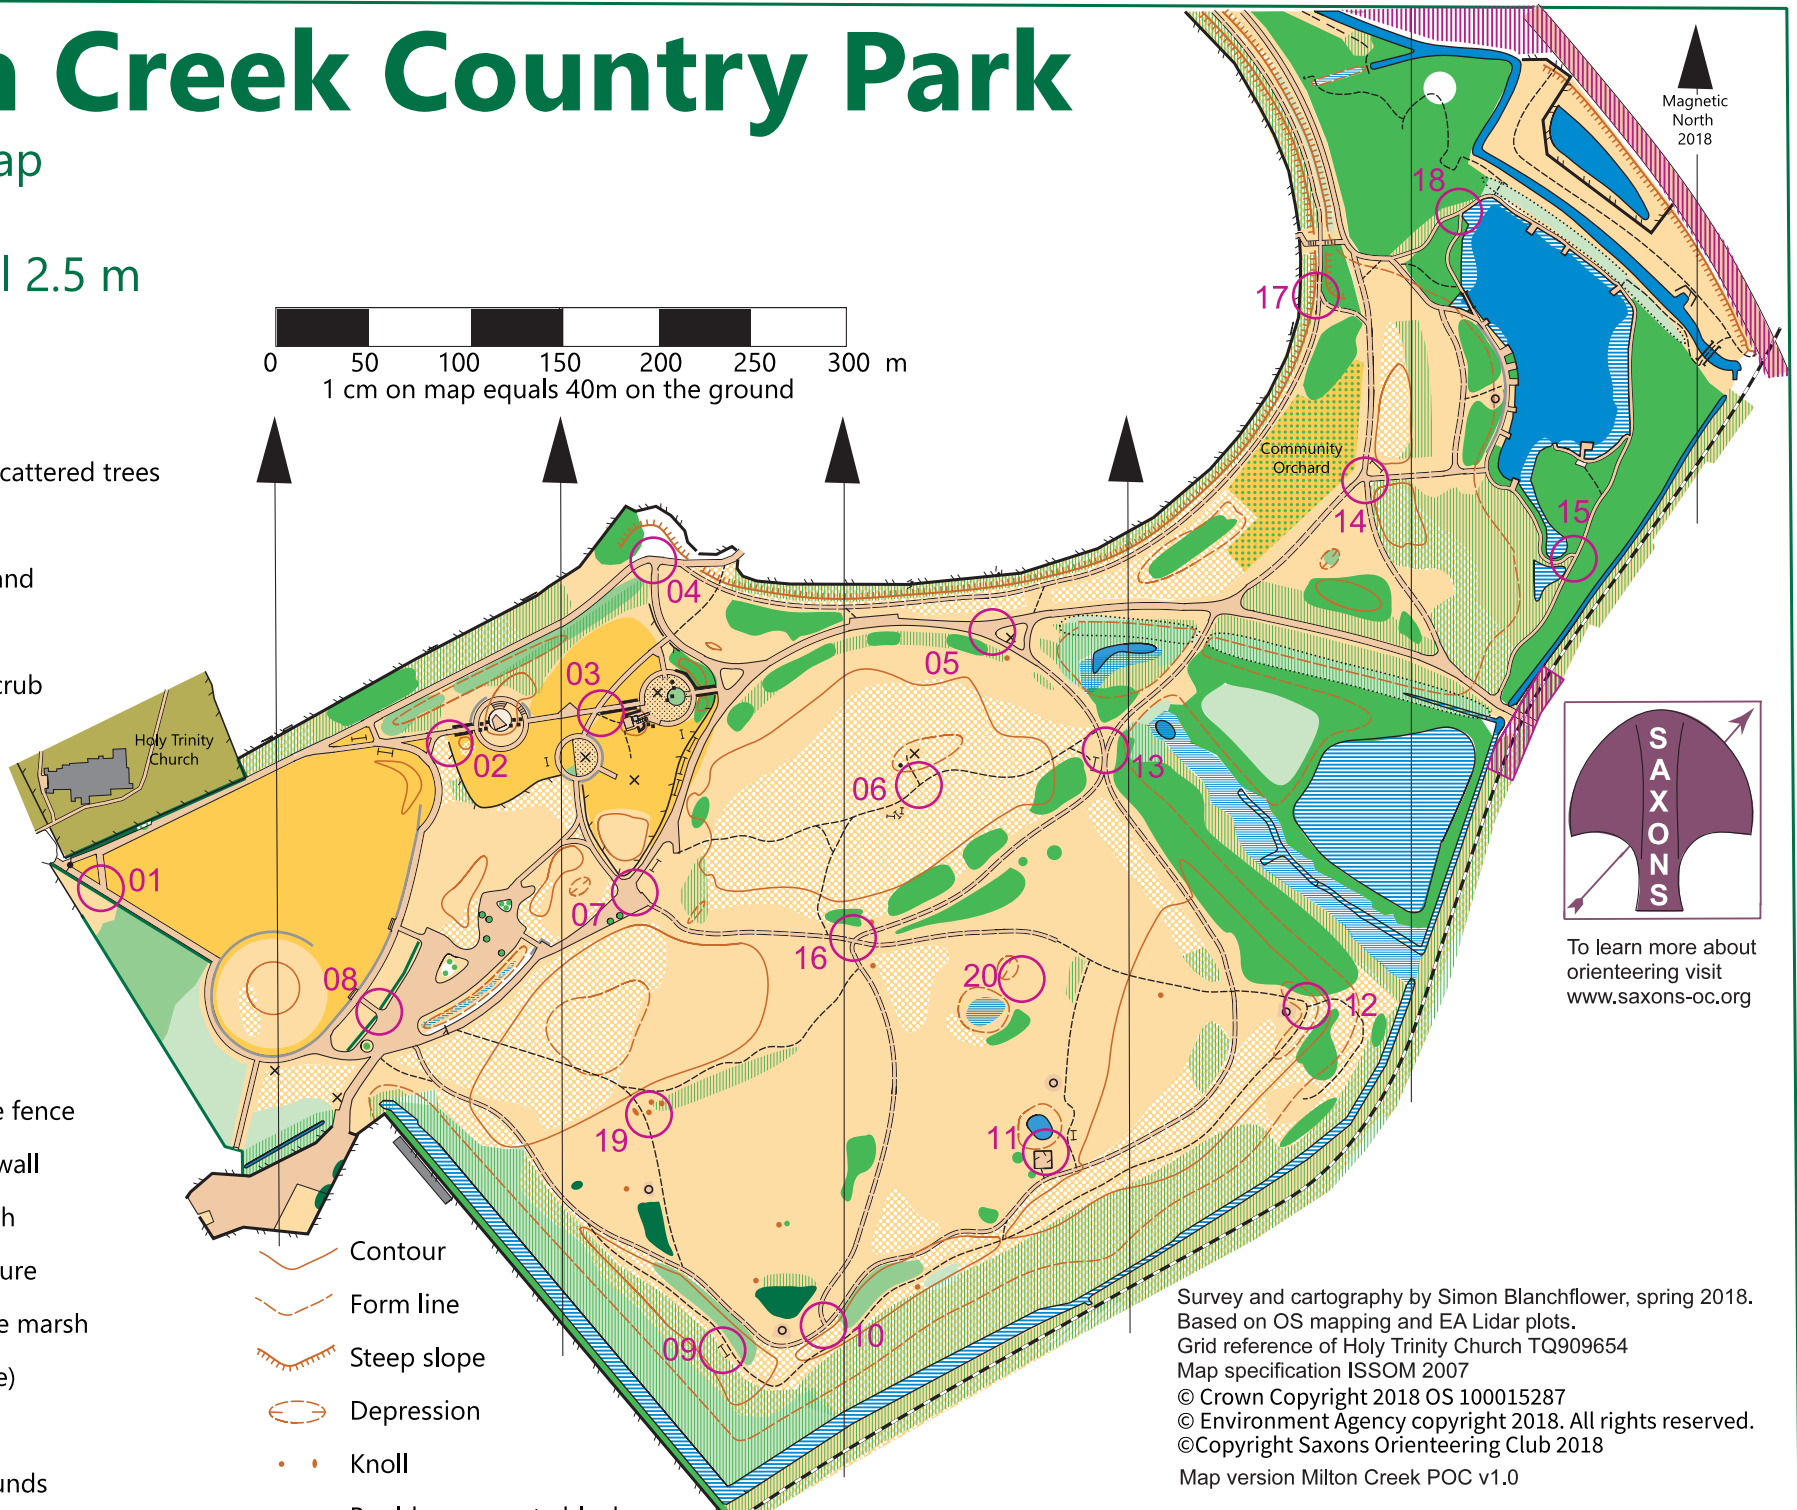 n Creek Country Park
ap
l 2.5 m
0 50 100 150 200 250 300 m
1 cm on map equals 40m on the ground
Magnetic
North
2018
cattered trees
and
crub
e fence
wall
h
ure
e marsh
e)
unds
Contour
Form line
Steep slope
Depression
Knoll
Holy Trinity
Church
Community
Orchard
01
02
03
04
05
06
07
08
09
10
11
12
13
14
15
16
17
18
19
20
SAXONS
To learn more about
orienteering visit
www.saxons-oc.org
Survey and cartography by Simon Blanchflower, spring 2018.
Based on OS mapping and EA Lidar plots.
Grid reference of Holy Trinity Church TQ909654
Map specification ISSOM 2007
© Crown Copyright 2018 OS 100015287
© Environment Agency copyright 2018. All rights reserved.
©Copyright Saxons Orienteering Club 2018
Map version Milton Creek POC v1.0